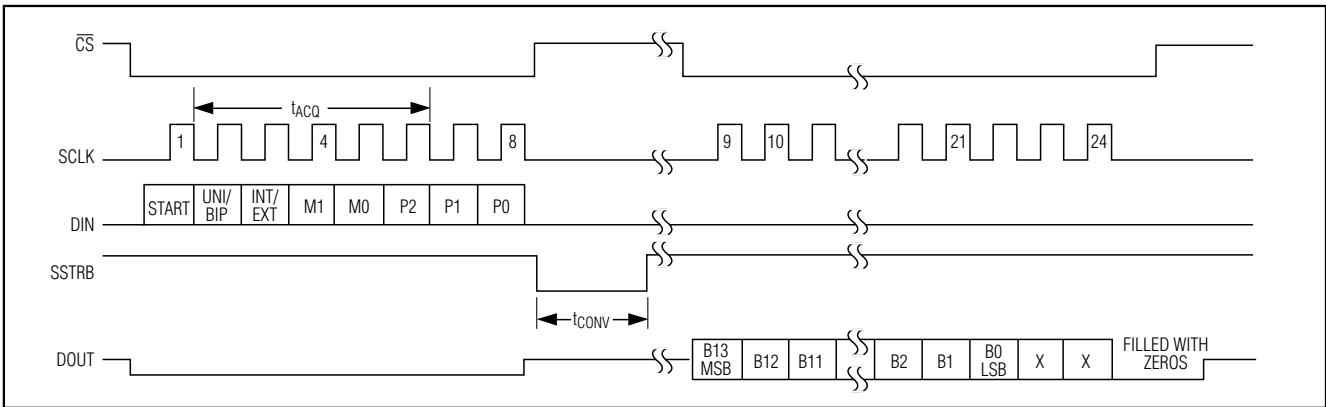 C̅S̅
tACQ
SCLK 1 4 8 9 10 21 24
DIN START UNI/BIP INT/EXT M1 M0 P2 P1 P0
SSTRB
tCONV
DOUT B13 MSB B12 B11 B2 B1 B0 LSB X X FILLED WITH ZEROS